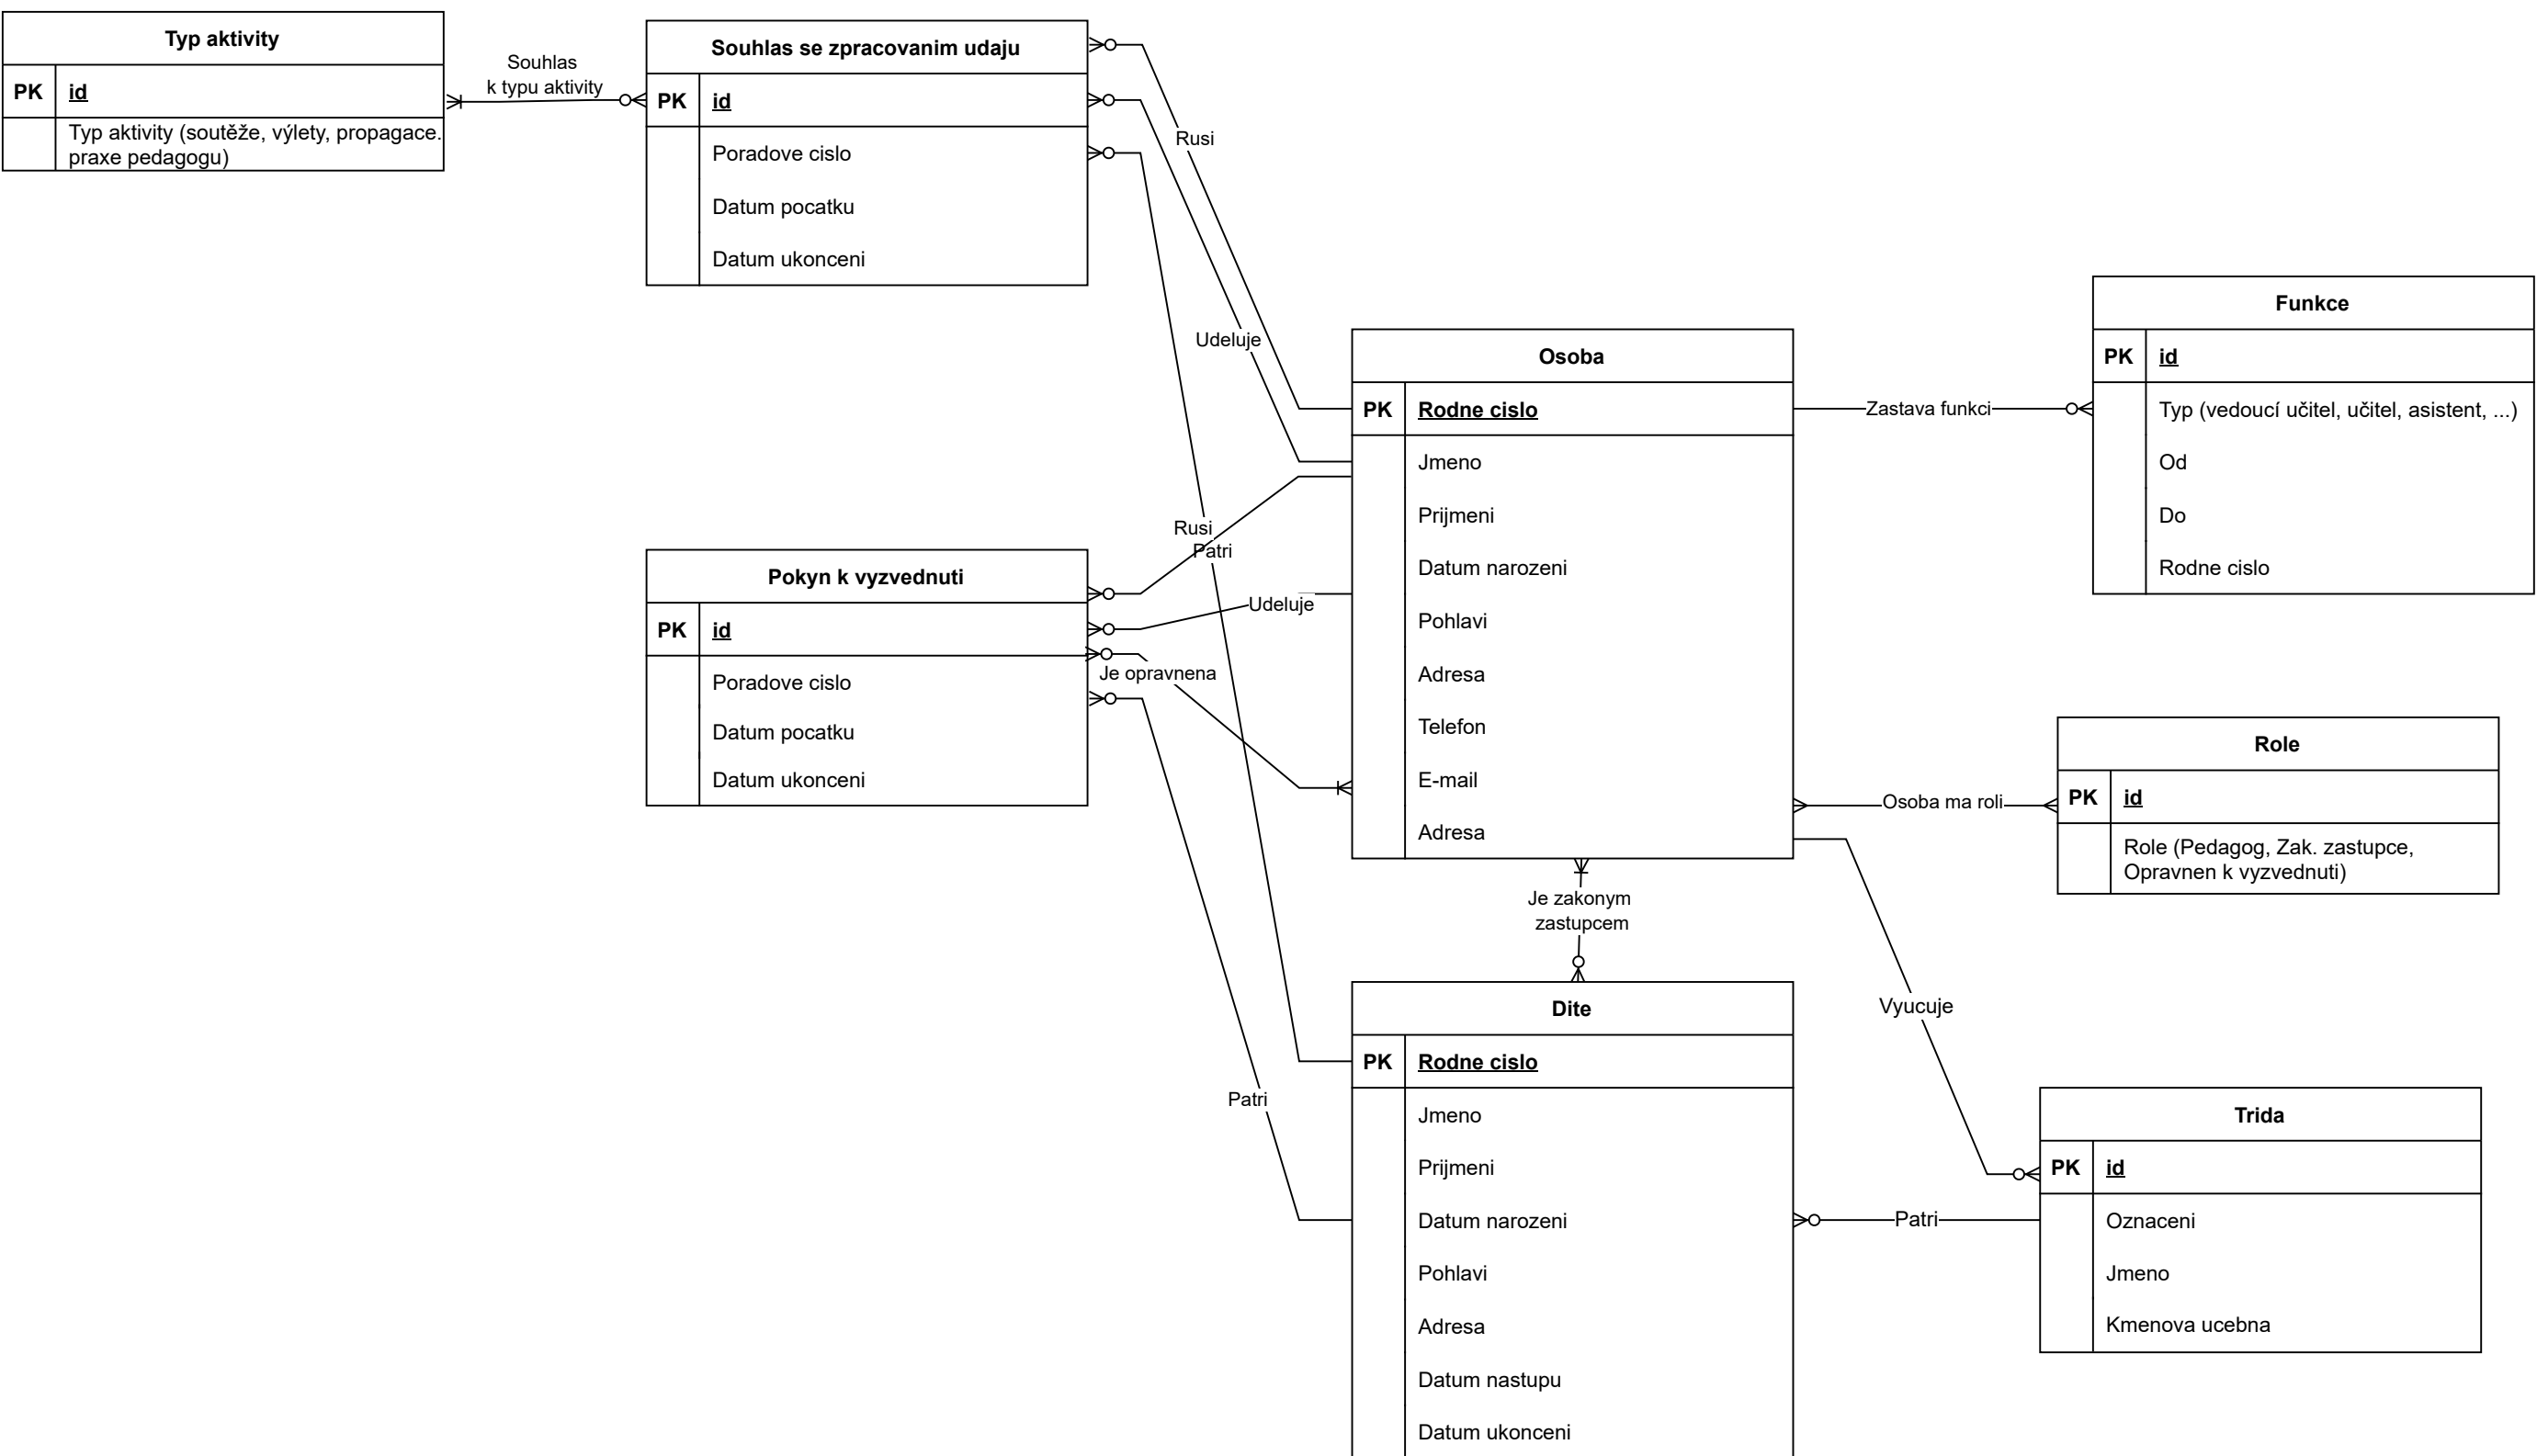 Typ aktivity
PK id
Typ aktivity (soutěže, výlety, propagace.
praxe pedagogu)
Souhlas
k typu aktivity
Souhlas se zpracovanim udaju
PK id
Poradove cislo
Datum pocatku
Datum ukonceni
Rusi
Udeluje
Patri
Pokyn k vyzvednuti
PK id
Poradove cislo
Datum pocatku
Datum ukonceni
Rusi
Udeluje
Je opravnena
Patri
Osoba
PK Rodne cislo
Jmeno
Prijmeni
Datum narozeni
Pohlavi
Adresa
Telefon
E-mail
Adresa
Zastava funkci
Funkce
PK id
Typ (vedoucí učitel, učitel, asistent, ...)
Od
Do
Rodne cislo
Osoba ma roli
Role
PK id
Role (Pedagog, Zak. zastupce,
Opravnen k vyzvednuti)
Je zakonym
zastupcem
Vyucuje
Dite
PK Rodne cislo
Jmeno
Prijmeni
Datum narozeni
Pohlavi
Adresa
Datum nastupu
Datum ukonceni
Patri
Trida
PK id
Oznaceni
Jmeno
Kmenova ucebna